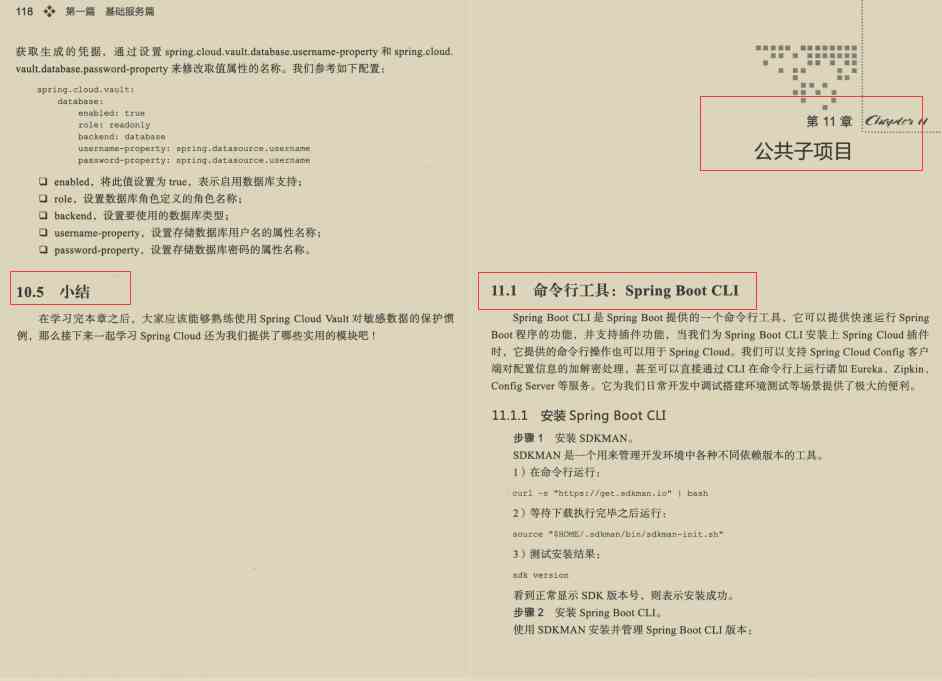 118 ❖ 第一篇 基础服务篇
获取生成的凭据，通过设置 spring.cloud.vault.database.username-property 和 spring.cloud.
vault.database.password-property 来修改取值属性的名称。我们参考如下配置：
spring.cloud.vault:
database:
enabled: true
role: readonly
backend: database
username-property: spring.datasource.username
password-property: spring.datasource.username
❑ enabled，将此值设置为 true，表示启用数据库支持；
❑ role，设置数据库角色定义的角色名称；
❑ backend，设置要使用的数据库类型；
❑ username-property，设置存储数据库用户名的属性名称；
❑ password-property，设置存储数据库密码的属性名称。
10.5 小结
在学习完本章之后，大家应该能够熟练使用 Spring Cloud Vault 对敏感数据的保护惯
例，那么接下来一起学习 Spring Cloud 还为我们提供了哪些实用的模块吧！
第 11 章 Chapter 11
公共子项目
11.1 命令行工具：Spring Boot CLI
Spring Boot CLI 是 Spring Boot 提供的一个命令行工具，它可以提供快速运行 Spring
Boot 程序的功能，并支持插件功能，当我们为 Spring Boot CLI 安装上 Spring Cloud 插件
时，它提供的命令行操作也可以用于 Spring Cloud。我们可以支持 Spring Cloud Config 客户
端对配置信息的加解密处理，甚至可以直接通过 CLI 在命令行上运行诸如 Eureka、Zipkin、
Config Server 等服务。它为我们日常开发中调试搭建环境测试等场景提供了极大的便利。
11.1.1 安装 Spring Boot CLI
步骤 1 安装 SDKMAN。
SDKMAN 是一个用来管理开发环境中各种不同依赖版本的工具。
1）在命令行运行：
curl -s "https://get.sdkman.io" | bash
2）等待下载执行完毕之后运行：
source "$HOME/.sdkman/bin/sdkman-init.sh"
3）测试安装结果：
sdk version
看到正常显示 SDK 版本号，则表示安装成功。
步骤 2 安装 Spring Boot CLI。
使用 SDKMAN 安装并管理 Spring Boot CLI 版本：